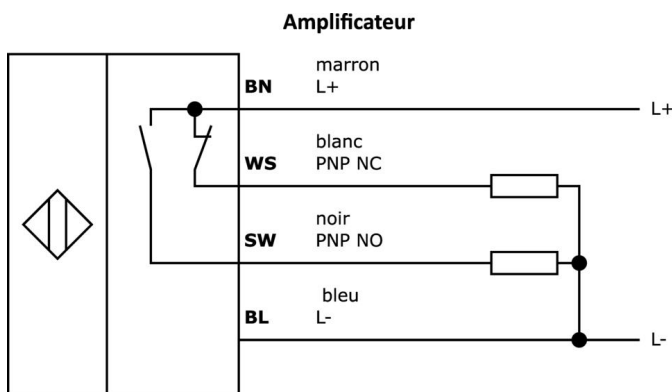 Amplificateur
marron
BN L+
L+
blanc
WS PNP NC
noir
SW PNP NO
bleu
BL L-
L-